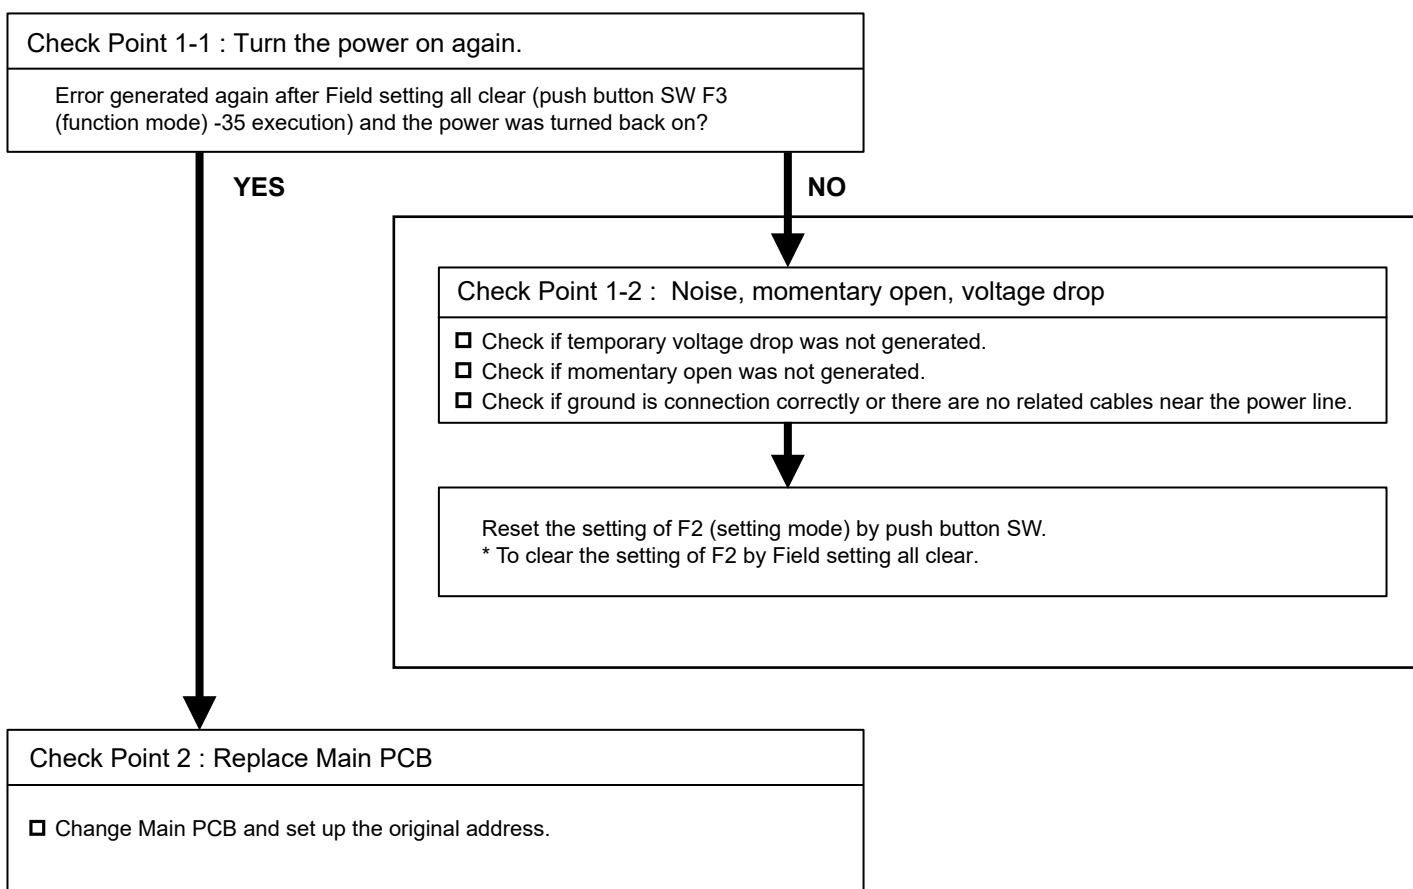 Check Point 1-1 : Turn the power on again.
Error generated again after Field setting all clear (push button SW F3
(function mode) -35 execution) and the power was turned back on?
YES
NO
Check Point 1-2 :  Noise, momentary open, voltage drop
Check if temporary voltage drop was not generated.
Check if momentary open was not generated.
Check if ground is connection correctly or there are no related cables near the power line.
Reset the setting of F2 (setting mode) by push button SW.
* To clear the setting of F2 by Field setting all clear.
Check Point 2 : Replace Main PCB
Change Main PCB and set up the original address.